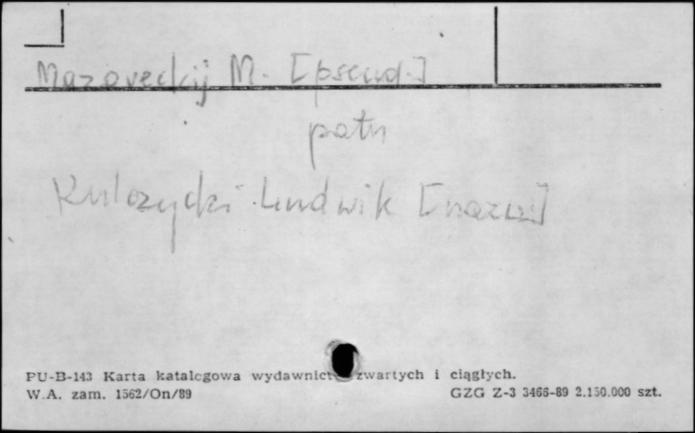 Mazoveckij M. [pseud.]
patrz
Kulczycki Ludwik [nazw.]
PU-B-143 Karta katalogowa wydawnictw zwartych i ciągłych.
W.A. zam. 1562/On/89 GZG Z-3 3466-89 2.150.000 szt.